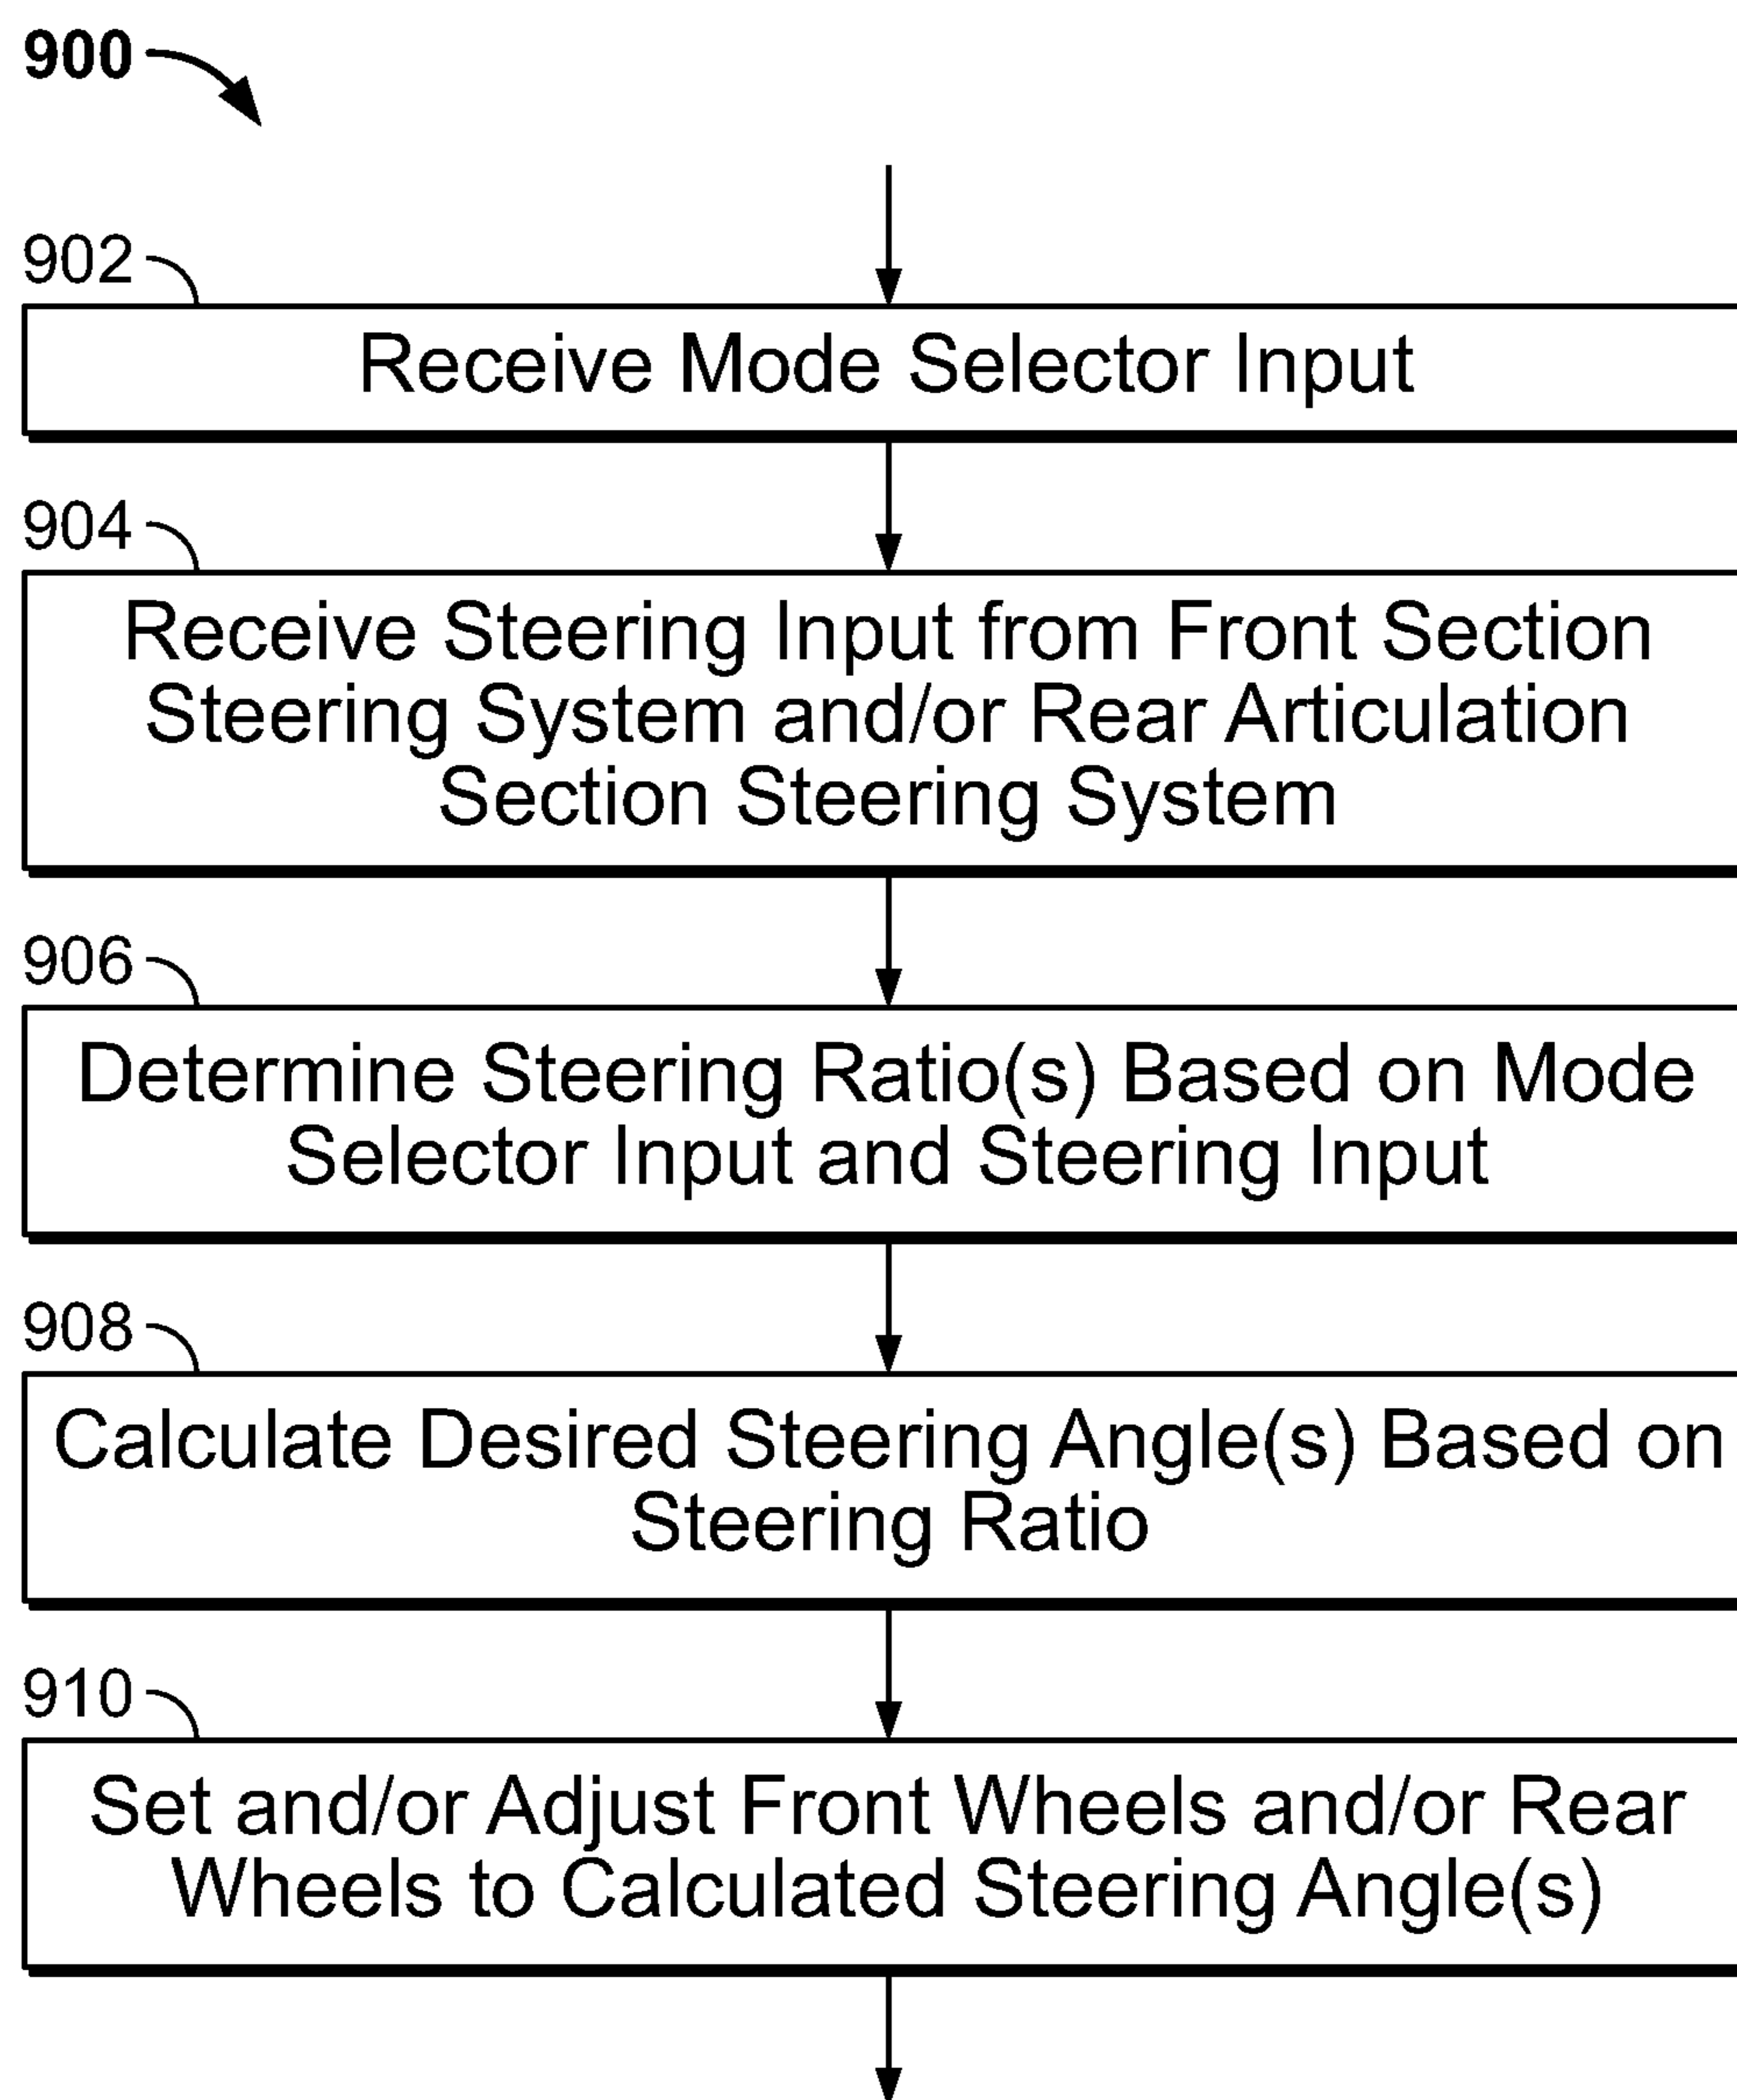 900
902
Receive Mode Selector Input
904
Receive Steering Input from Front Section
Steering System and/or Rear Articulation
Section Steering System
906
Determine Steering Ratio(s) Based on Mode
Selector Input and Steering Input
908
Calculate Desired Steering Angle(s) Based on
Steering Ratio
910
Set and/or Adjust Front Wheels and/or Rear
Wheels to Calculated Steering Angle(s)